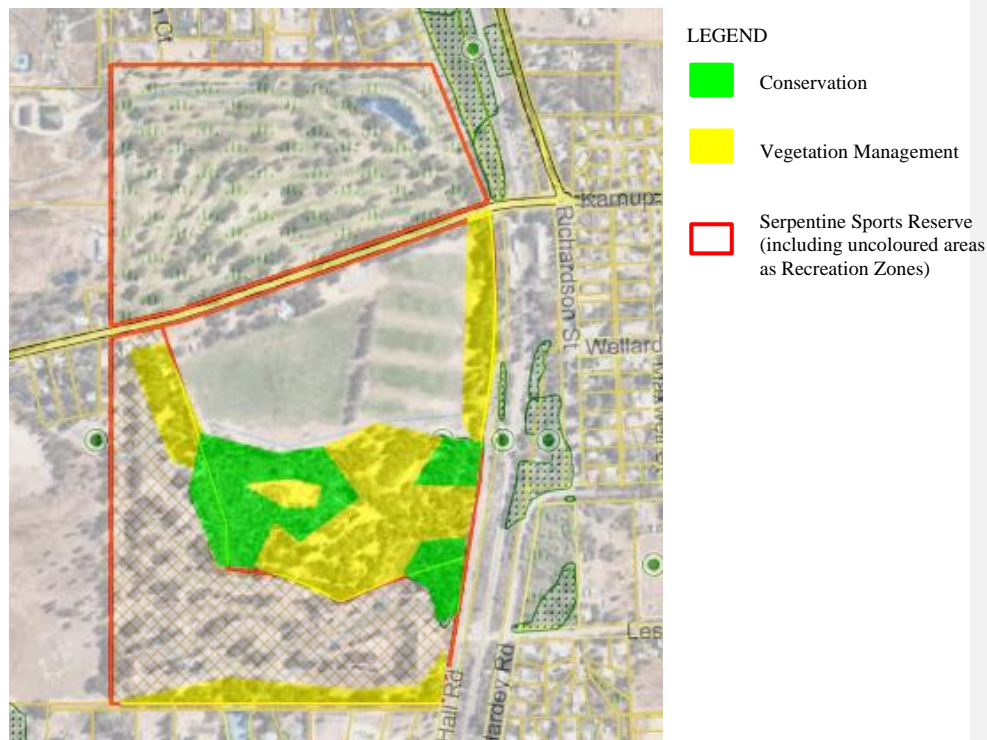 LEGEND
Conservation
Vegetation Management
Serpentine Sports Reserve
(including uncoloured areas
as Recreation Zones)
Ct
Karnup
Richardson St
Wellard
Les
Hall Rd
Hardey Rd